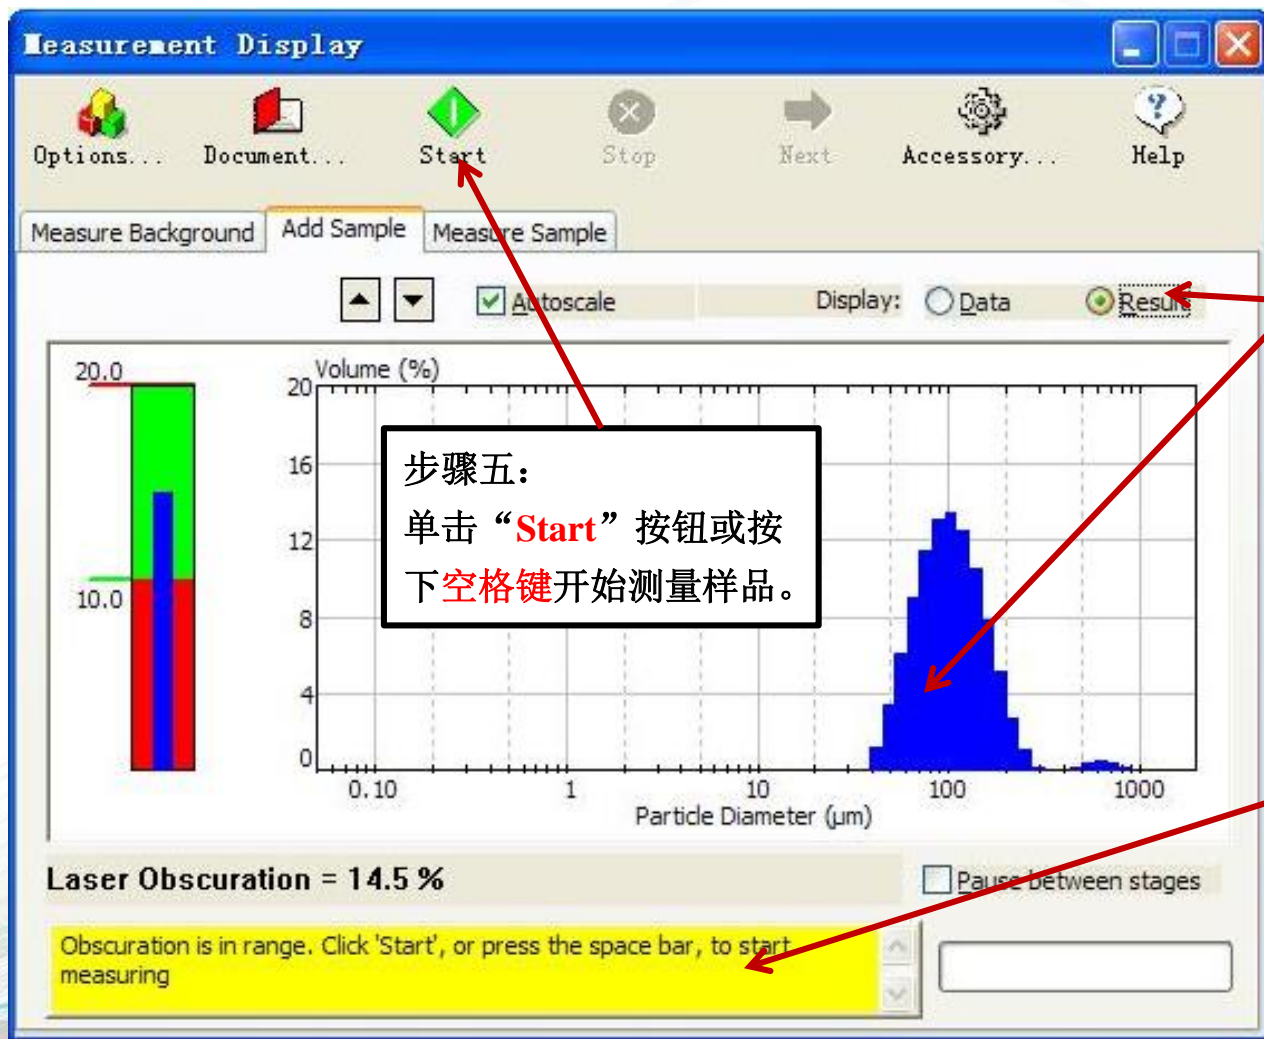 Measurement Display
Options... Document... Start Stop Next Accessory... Help
Measure Background Add Sample Measure Sample
Autoscale Display: Data Result
20.0
10.0
Volume (%)
20
16
12
8
4
0
步骤五：
单击“Start”按钮或按
下空格键开始测量样品。
0.10 1 10 100 1000
Particle Diameter (µm)
Laser Obscuration = 14.5 %
Pause between stages
Obscuration is in range. Click 'Start', or press the space bar, to start
measuring